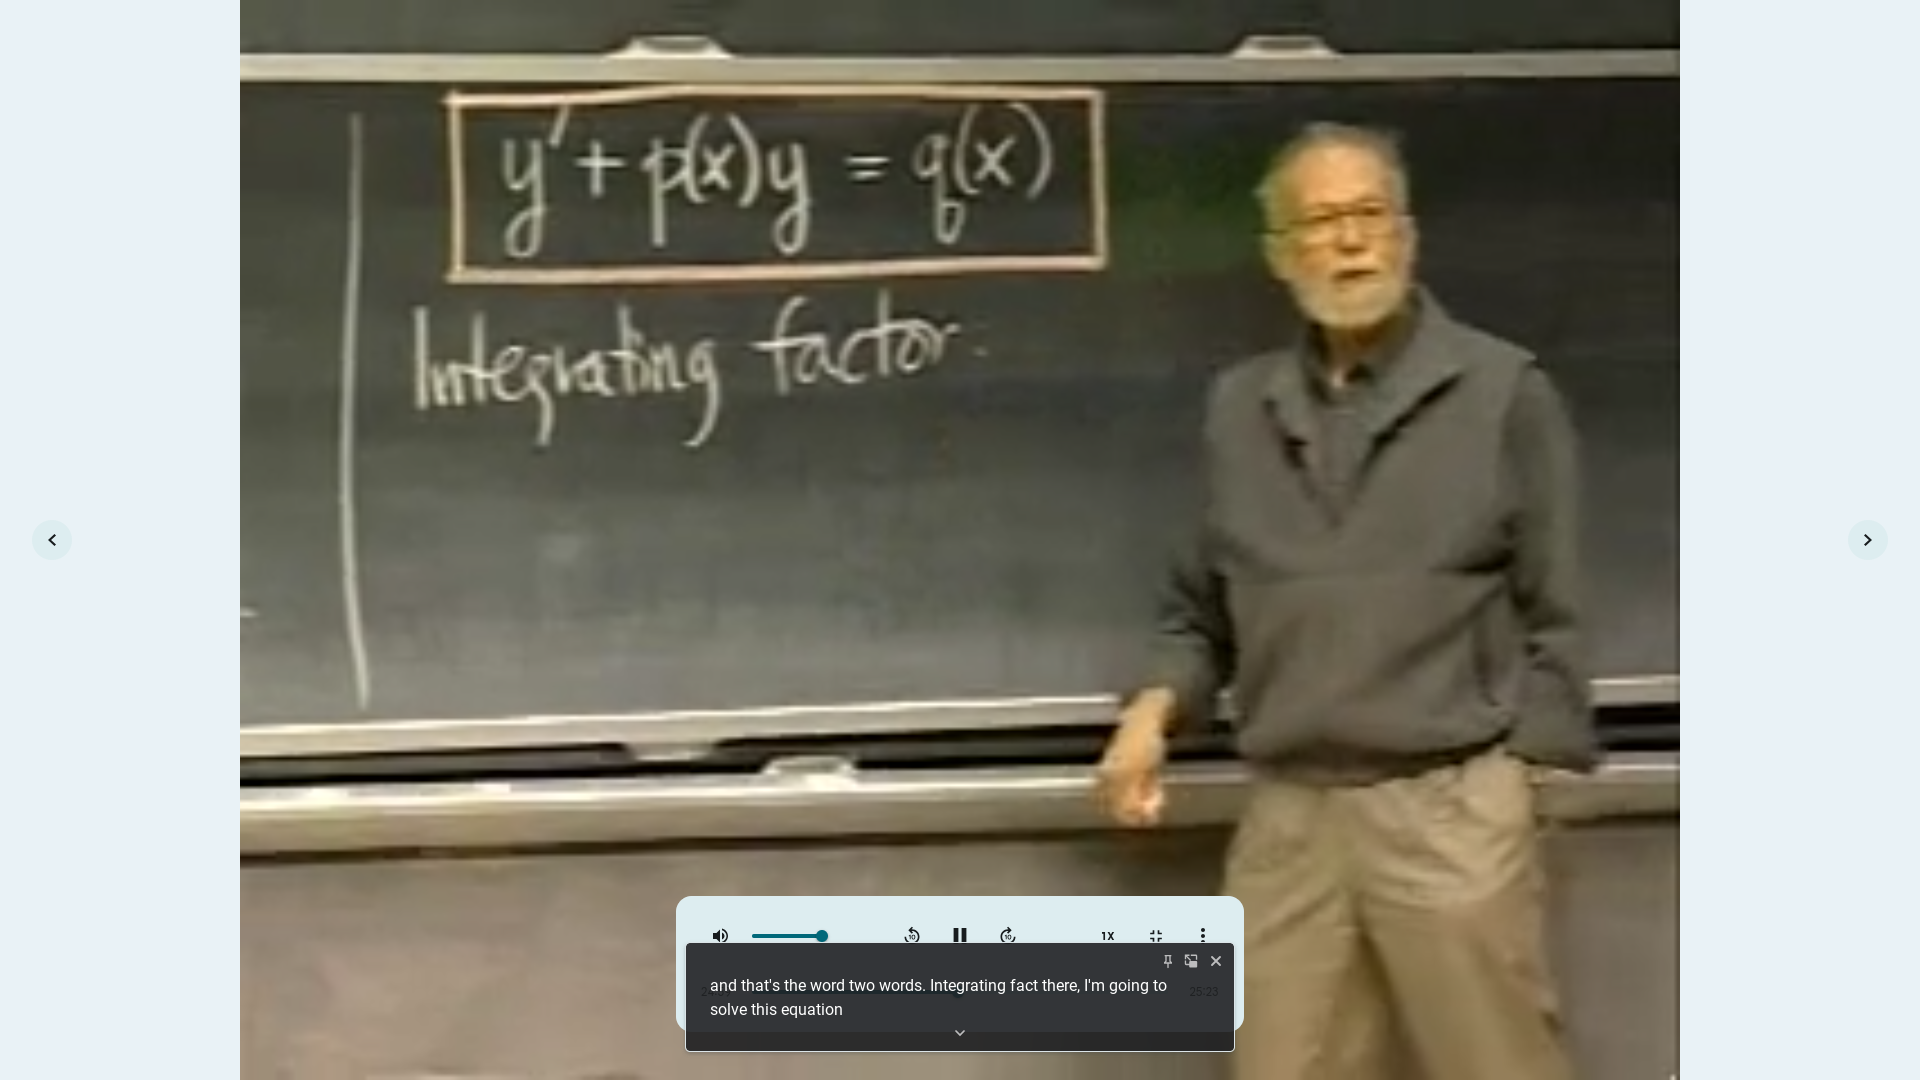 y' + p(x)y = q(x)
Integrating factor.
1X
25:23
and that's the word two words. Integrating fact there, I'm going to
solve this equation